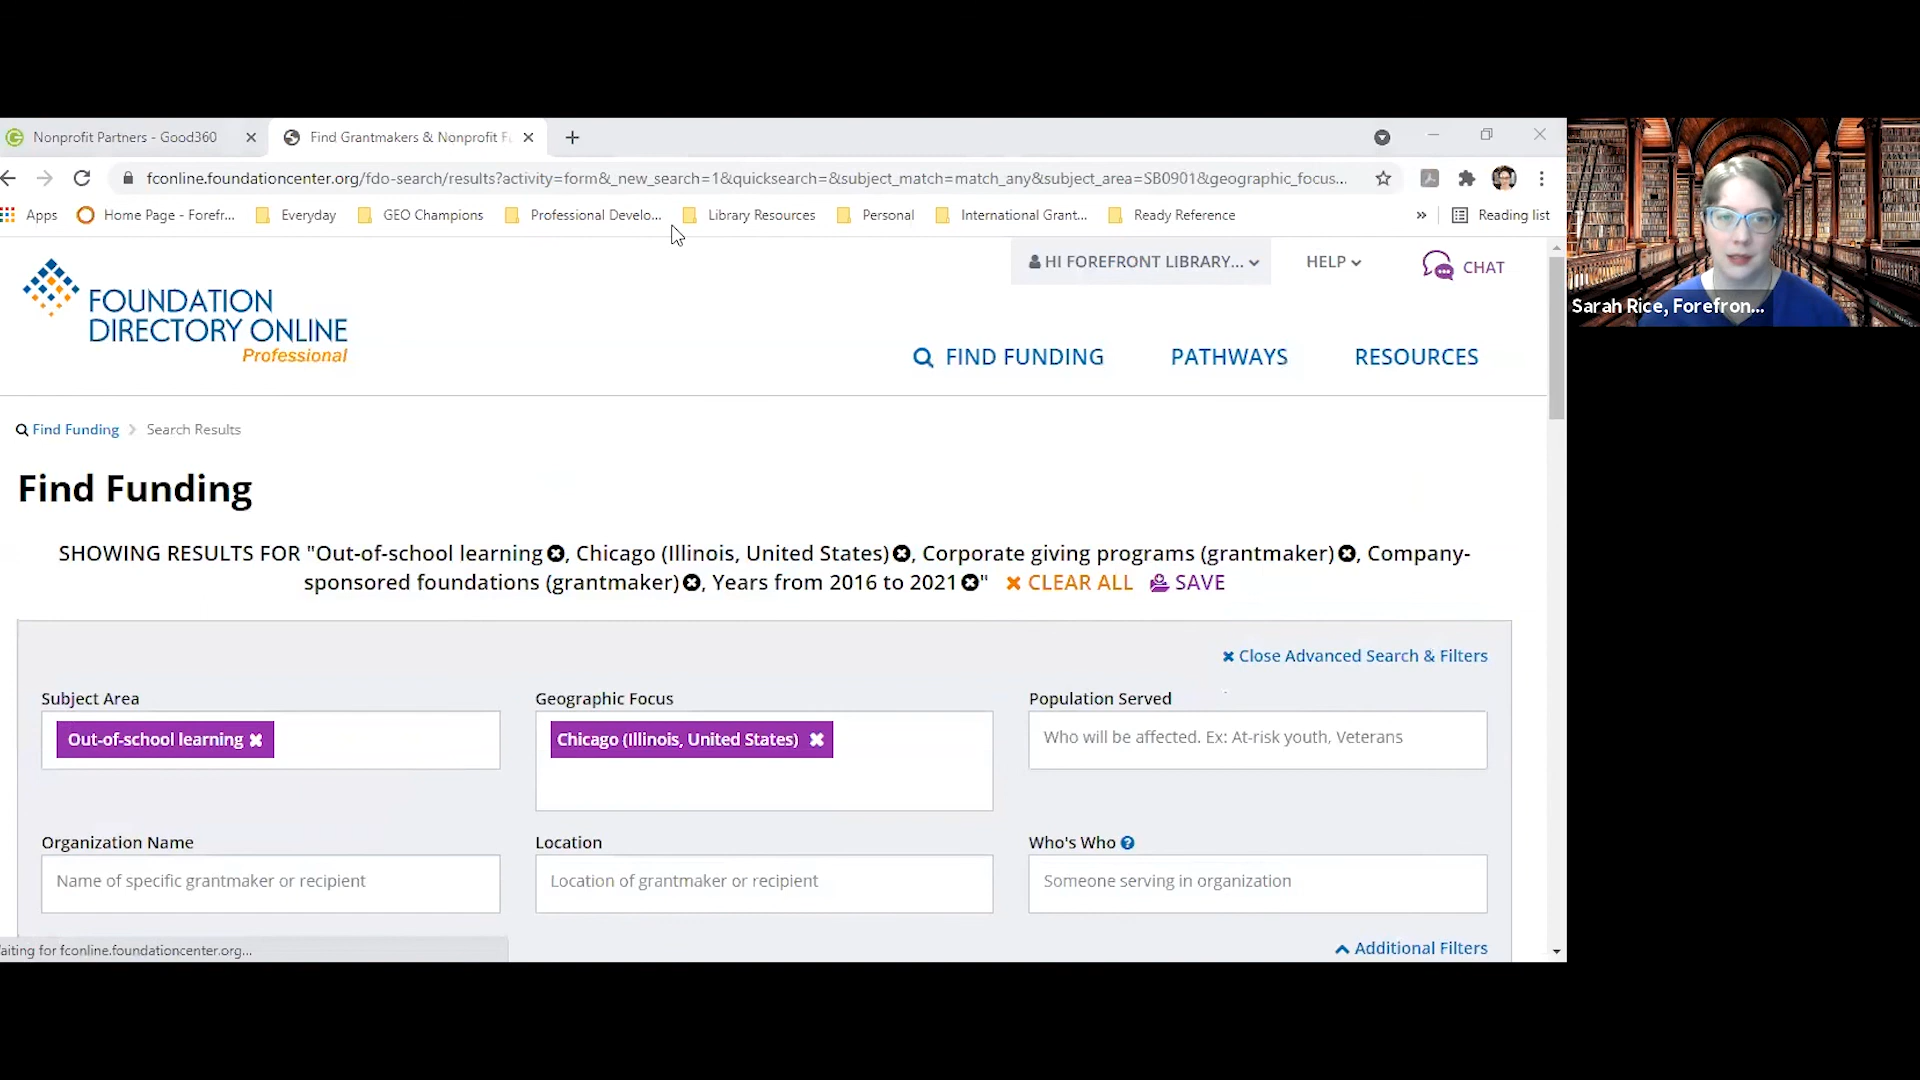 Nonprofit Partners - Good360
Find Grantmakers & Nonprofit F
fconline.foundationcenter.org/fdo-search/results?activity=form&_new_search=1&quicksearch=&subject_match=match_any&subject_area=SB0901&geographic_focus...
Apps Home Page - Forefr... Everyday GEO Champions Professional Develo... Library Resources Personal International Grant... Ready Reference » Reading list
HI FOREFRONT LIBRARY... HELP CHAT
FOUNDATION
DIRECTORY ONLINE
Professional
FIND FUNDING PATHWAYS RESOURCES
Find Funding Search Results
Find Funding
SHOWING RESULTS FOR "Out-of-school learning, Chicago (Illinois, United States), Corporate giving programs (grantmaker), Company-
sponsored foundations (grantmaker), Years from 2016 to 2021" CLEAR ALL SAVE
Close Advanced Search & Filters
Subject Area Geographic Focus Population Served
Out-of-school learning Chicago (Illinois, United States) Who will be affected. Ex: At-risk youth, Veterans
Organization Name Location Who's Who
Name of specific grantmaker or recipient Location of grantmaker or recipient Someone serving in organization
aiting for fconline.foundationcenter.org...
Additional Filters
Sarah Rice, Forefron...